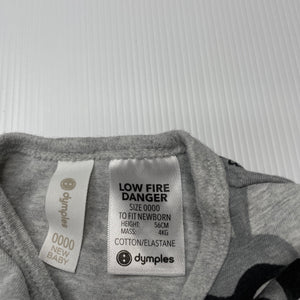 dymples
0000
NEW
BABY
LOW FIRE
DANGER
SIZE 0000
TO FIT NEWBORN
HEIGHT: 56CM
MASS: 4KG
COTTON/ELASTANE
dymples